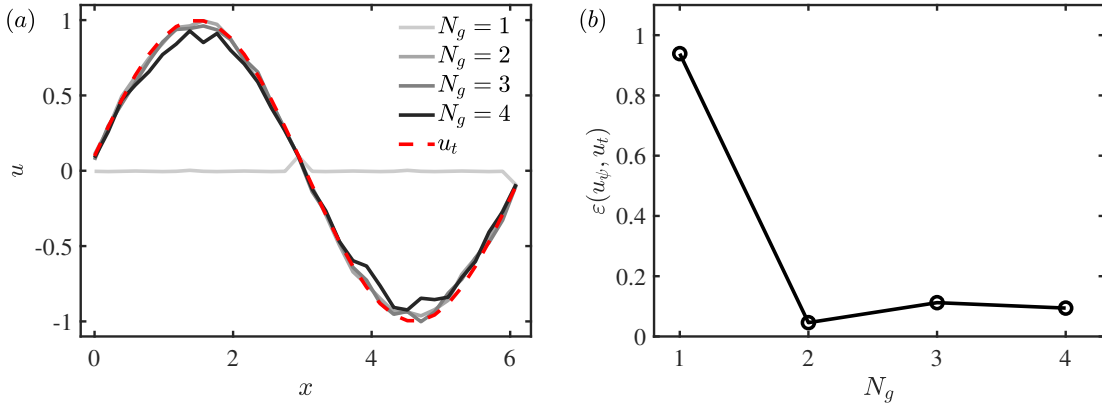 (a)
1
0.5
0
-0.5
-1
u
0
2
4
6
x
N_g = 1
N_g = 2
N_g = 3
N_g = 4
u_t
(b)
1
0.8
0.6
0.4
0.2
0
ε(u_ψ, u_t)
1
2
3
4
N_g